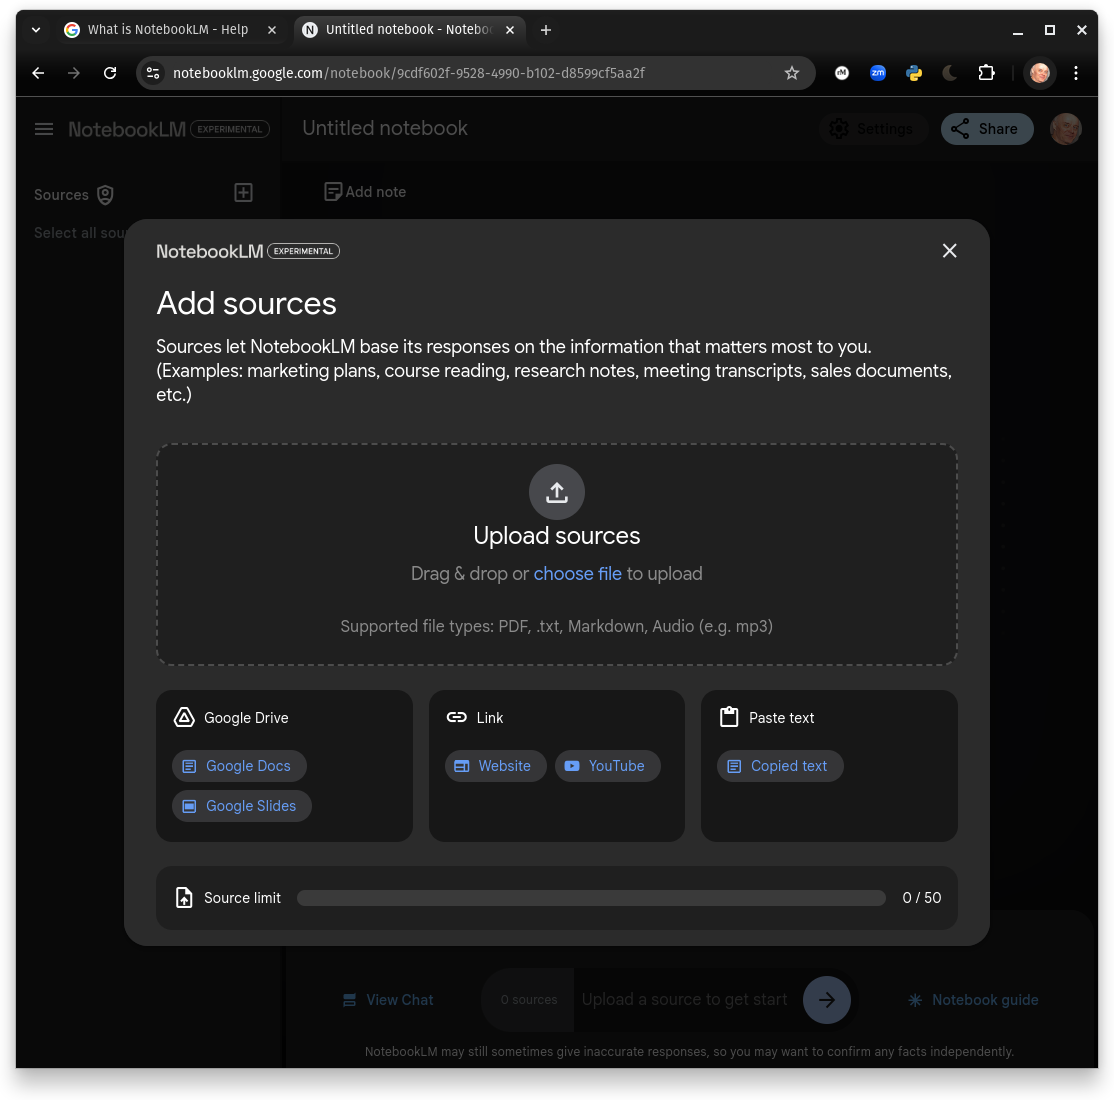 What is NotebookLM - Help
Untitled notebook - Notebo
notebooklm.google.com/notebook/9cdf602f-9528-4990-b102-d8599cf5aa2f
rM
zm
NotebookLM EXPERIMENTAL
Untitled notebook
Settings
Share
Sources
Add note
Select all sou
NotebookLM EXPERIMENTAL
Add sources
Sources let NotebookLM base its responses on the information that matters most to you.
(Examples: marketing plans, course reading, research notes, meeting transcripts, sales documents,
etc.)
Upload sources
Drag & drop or choose file to upload
Supported file types: PDF, .txt, Markdown, Audio (e.g. mp3)
Google Drive
Google Docs
Google Slides
Link
Website
YouTube
Paste text
Copied text
Source limit
0 / 50
View Chat
0 sources
Upload a source to get start
Notebook guide
NotebookLM may still sometimes give inaccurate responses, so you may want to confirm any facts independently.